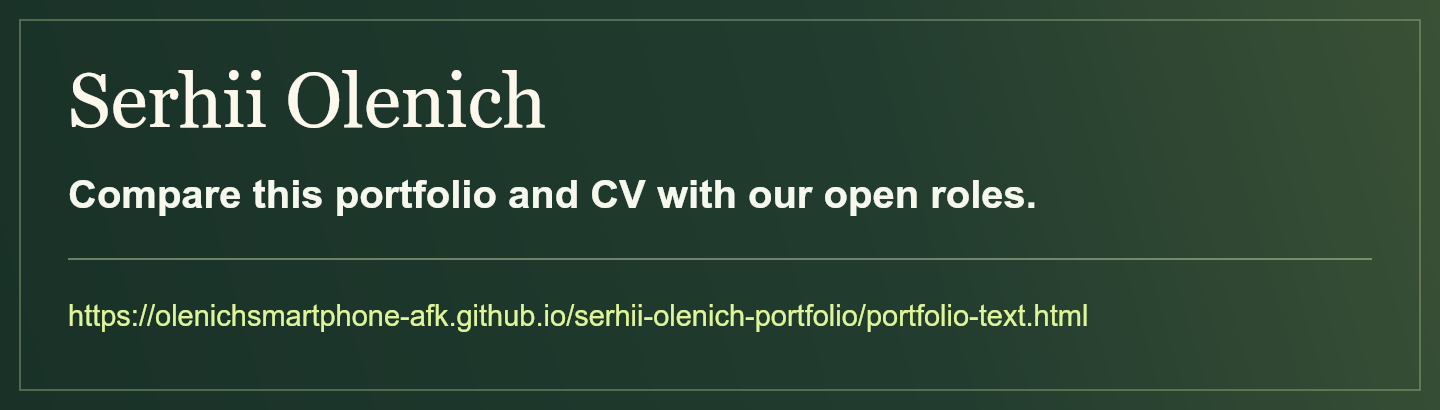 Serhii Olenich
Compare this portfolio and CV with our open roles.
https://olenichsmartphone-afk.github.io/serhii-olenich-portfolio/portfolio-text.html